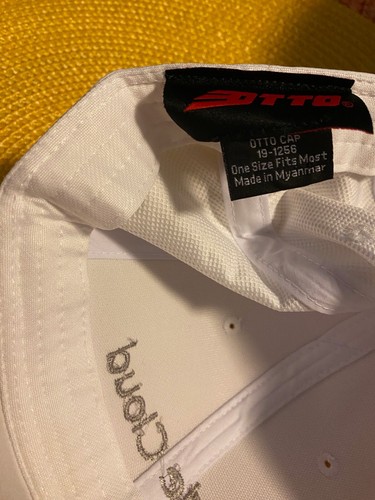 OTTO®
OTTO CAP
19-1256
One Size Fits Most
Made in Myanmar